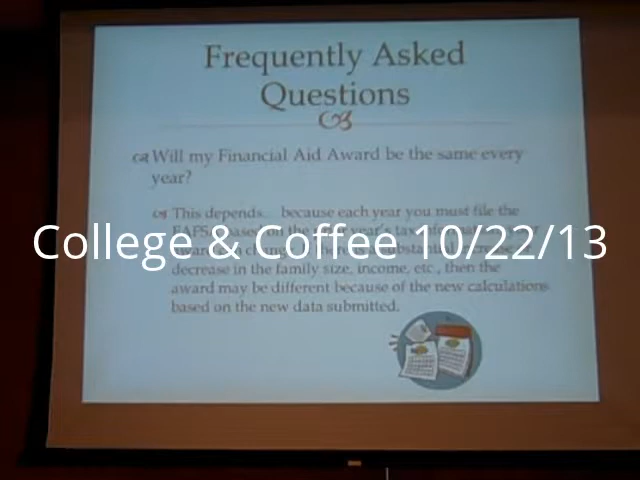 Frequently Asked
Questions
Will my Financial Aid Award be the same every
year?
This depends... because each year you must file the
College & Coffee 10/22/13
decrease in the family size, income, etc., then the
award may be different because of the new calculations
based on the new data submitted.